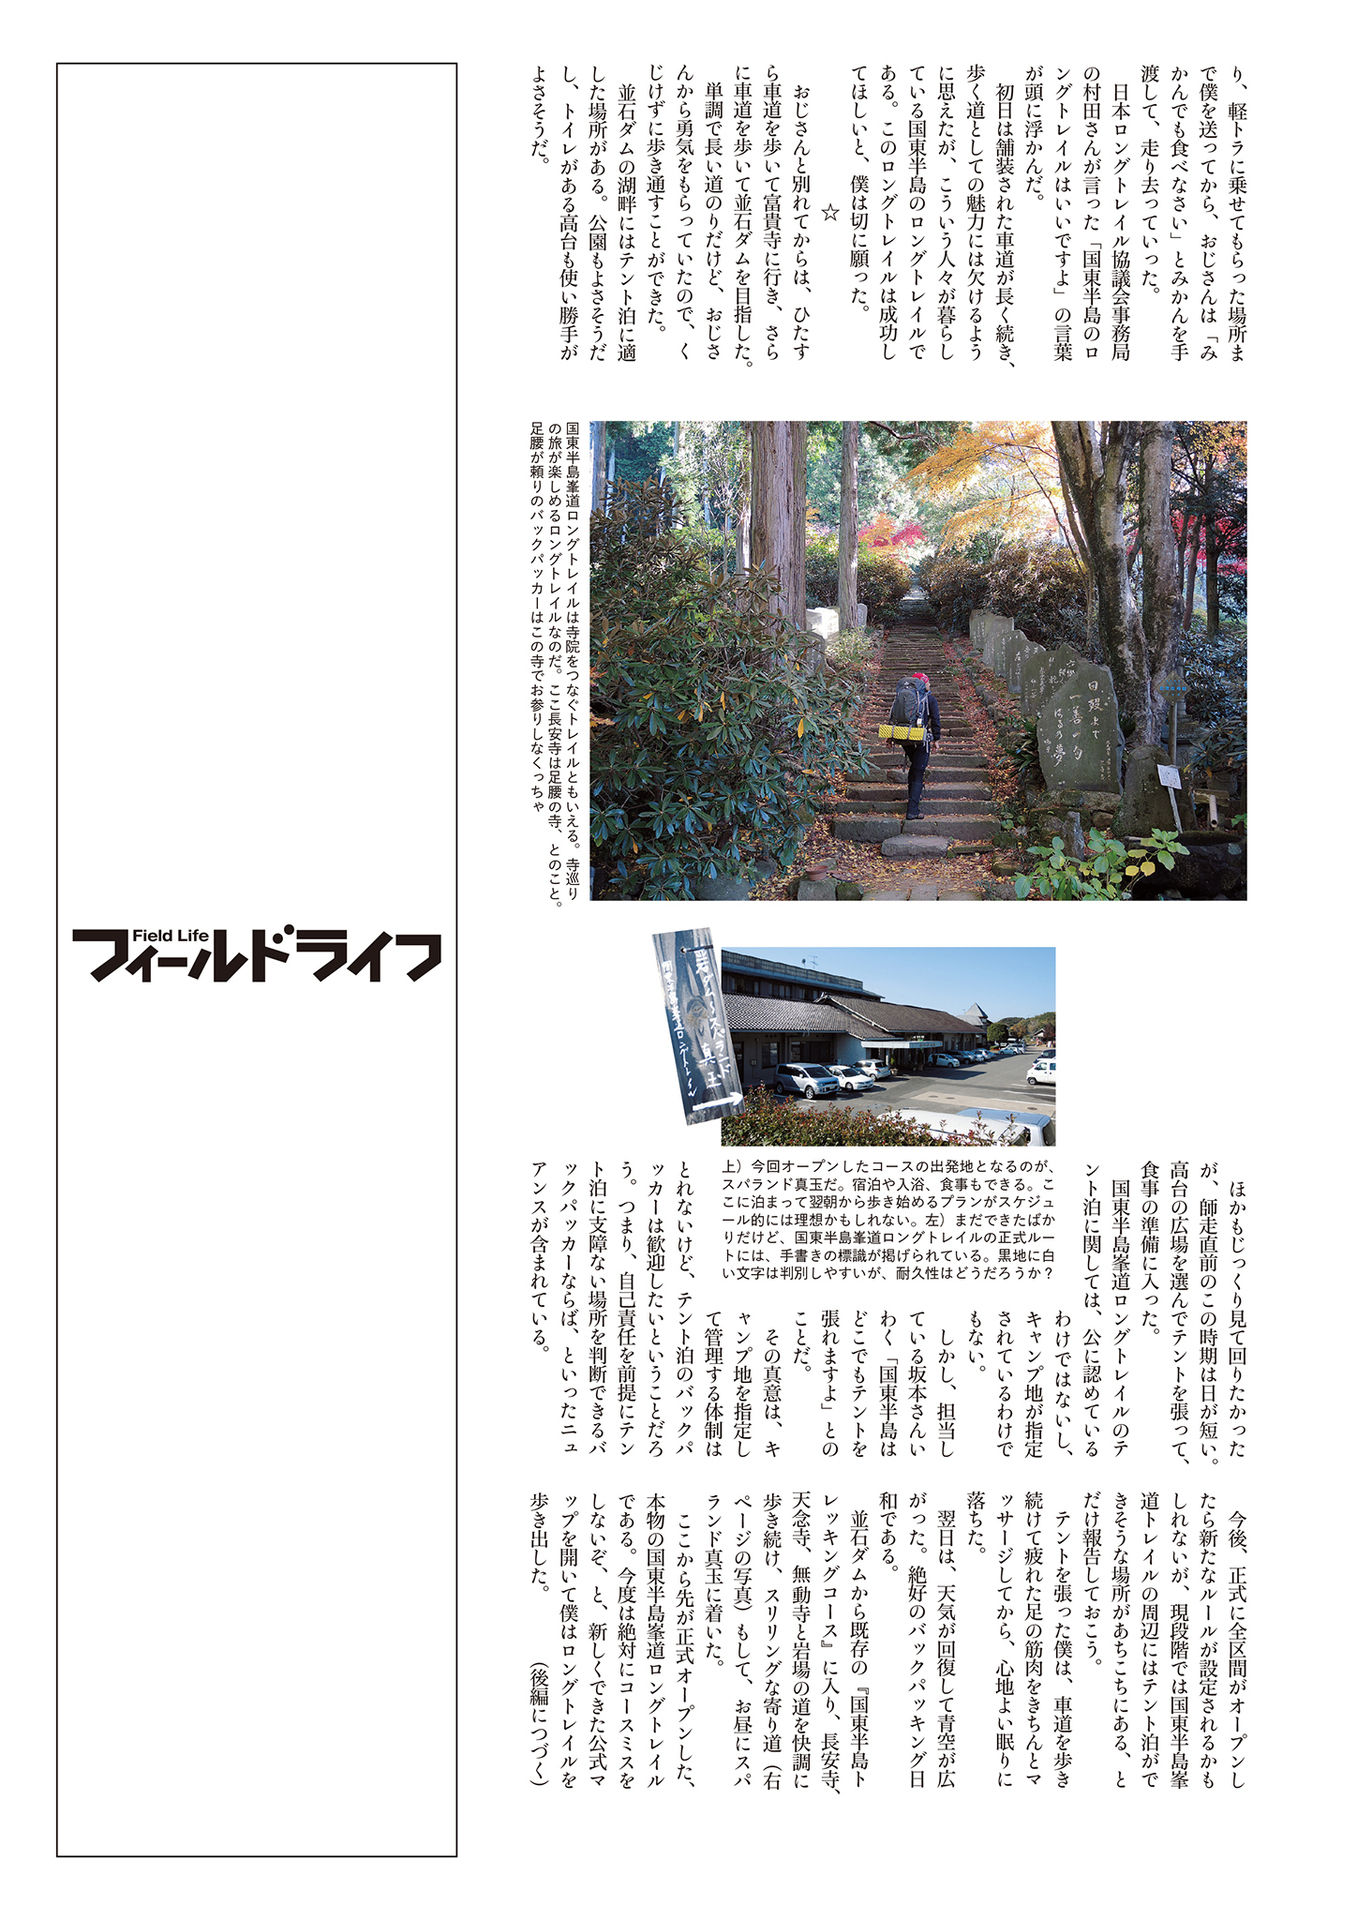 り、軽トラに乗せてもらった場所ま
で僕を送ってから、おじさんは「み
かんでも食べなさい」とみかんを手
渡して、走り去っていった。
日本ロングトレイル協議会事務局
の村田さんが言った「国東半島のロ
ングトレイルはいいですよ」の言葉
が頭に浮かんだ。
初日は舗装された車道が長く続き、
歩く道としての魅力には欠けるよう
に思えたが、こういう人々が暮らし
ている国東半島のロングトレイルで
ある。このロングトレイルは成功し
てほしいと、僕は切に願った。
☆
おじさんと別れてからは、ひたす
ら車道を歩いて富貴寺に行き、さら
に車道を歩いて並石ダムを目指した。
単調で長い道のりだけど、おじさ
んから勇気をもらっていたので、く
じけずに歩き通すことができた。
並石ダムの湖畔にはテント泊に適
した場所がある。公園もよさそうだ
し、トイレがある高台も使い勝手が
よさそうだ。
国東半島峯道ロングトレイルは寺院をつなぐトレイルともいえる。寺巡り
の旅が楽しめるロングトレイルなのだ。ここ長安寺は足腰の寺、とのこと。
足腰が頼りのバックパッカーはこの寺でお参りしなくっちゃ
岩ダム〜スパランド真玉
国東半島峯道ロングトレイル
上）今回オープンしたコースの出発地となるのが、
スパランド真玉だ。宿泊や入浴、食事もできる。こ
こに泊まって翌朝から歩き始めるプランがスケジュ
ール的には理想かもしれない。左）まだできたばか
りだけど、国東半島峯道ロングトレイルの正式ルー
トには、手書きの標識が掲げられている。黒地に白
い文字は判別しやすいが、耐久性はどうだろうか？
ほかもじっくり見て回りたかった
が、師走直前のこの時期は日が短い。
高台の広場を選んでテントを張って、
食事の準備に入った。
国東半島峯道ロングトレイルのテ
ント泊に関しては、公に認めている
わけではないし、
キャンプ地が指定
されているわけで
もない。
しかし、担当し
ている坂本さんい
わく「国東半島は
どこでもテントを
張れますよ」との
ことだ。
その真意は、キ
ャンプ地を指定し
て管理する体制は
とれないけど、テント泊のバックパ
ッカーは歓迎したいということだろ
う。つまり、自己責任を前提にテン
ト泊に支障ない場所を判断できるバ
ックパッカーならば、といったニュ
アンスが含まれている。
今後、正式に全区間がオープンし
たら新たなルールが設定されるかも
しれないが、現段階では国東半島峯
道トレイルの周辺にはテント泊がで
きそうな場所があちこちにある、と
だけ報告しておこう。
テントを張った僕は、車道を歩き
続けて疲れた足の筋肉をきちんとマ
ッサージしてから、心地よい眠りに
落ちた。
翌日は、天気が回復して青空が広
がった。絶好のバックパッキング日
和である。
並石ダムから既存の『国東半島ト
レッキングコース』に入り、長安寺、
天念寺、無動寺と岩場の道を快調に
歩き続け、スリリングな寄り道（右
ページの写真）もして、お昼にスパ
ランド真玉に着いた。
ここから先が正式オープンした、
本物の国東半島峯道ロングトレイル
である。今度は絶対にコースミスを
しないぞ、と、新しくできた公式マ
ップを開いて僕はロングトレイルを
歩き出した。　（後編につづく）
Field Life
フィールドライフ